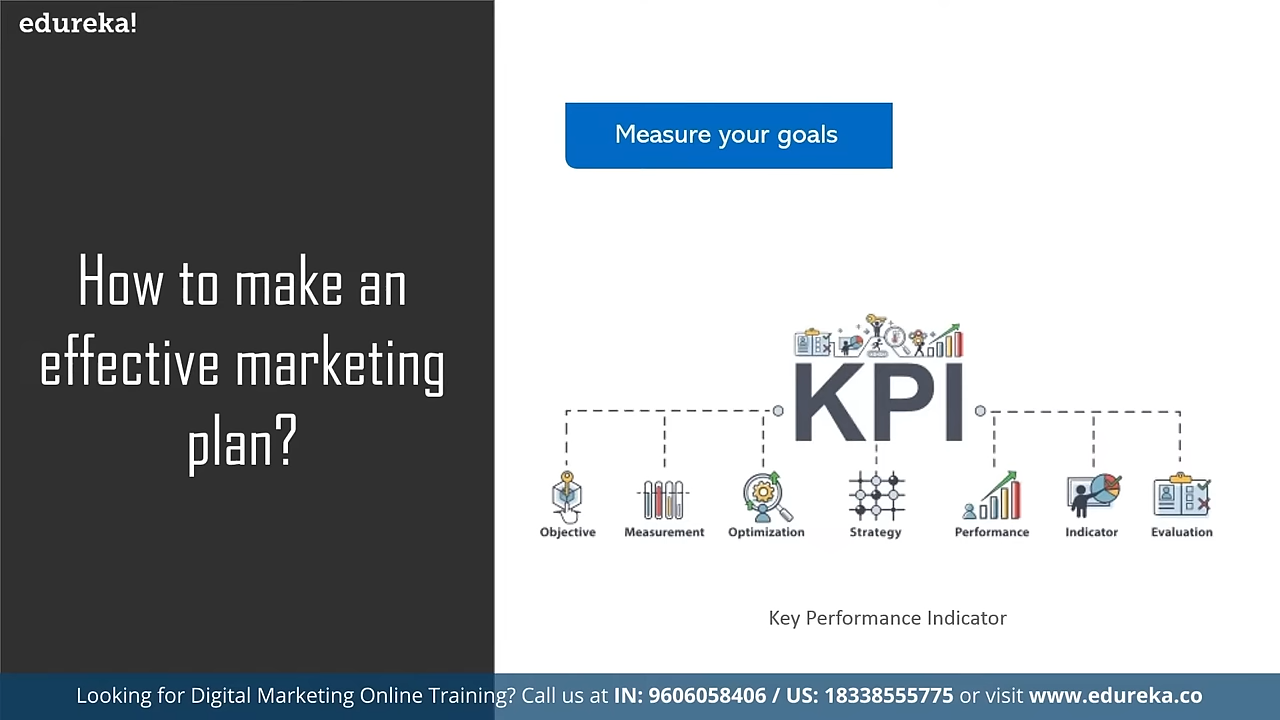 edureka!
Measure your goals
How to make an
effective marketing
plan?
KPI
Objective
Measurement
Optimization
Strategy
Performance
Indicator
Evaluation
Key Performance Indicator
Looking for Digital Marketing Online Training? Call us at IN: 9606058406 / US: 18338555775 or visit www.edureka.co